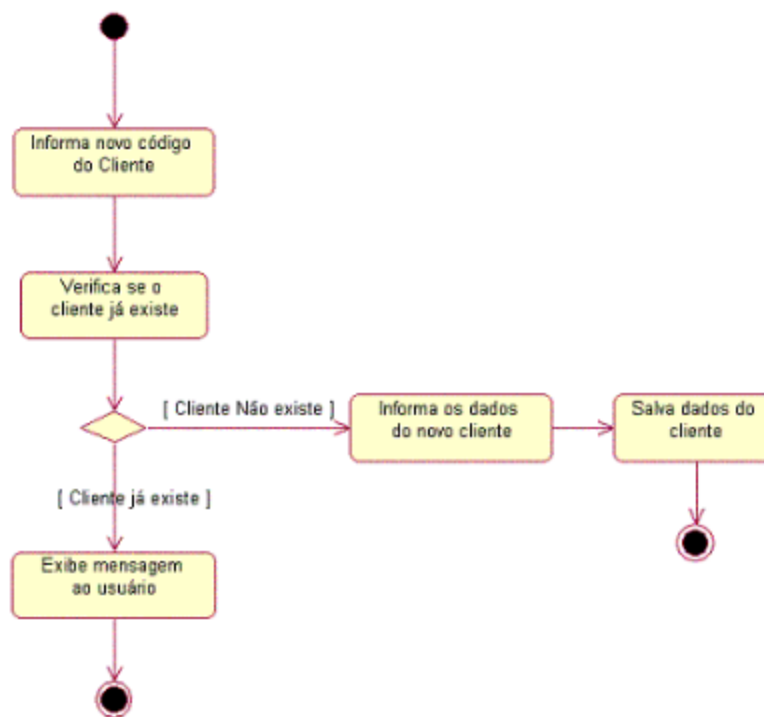 Informa novo código
do Cliente
Verifica se o
cliente já existe
[ Cliente Não existe ]
Informa os dados
do novo cliente
Salva dados do
cliente
[ Cliente já existe ]
Exibe mensagem
ao usuário